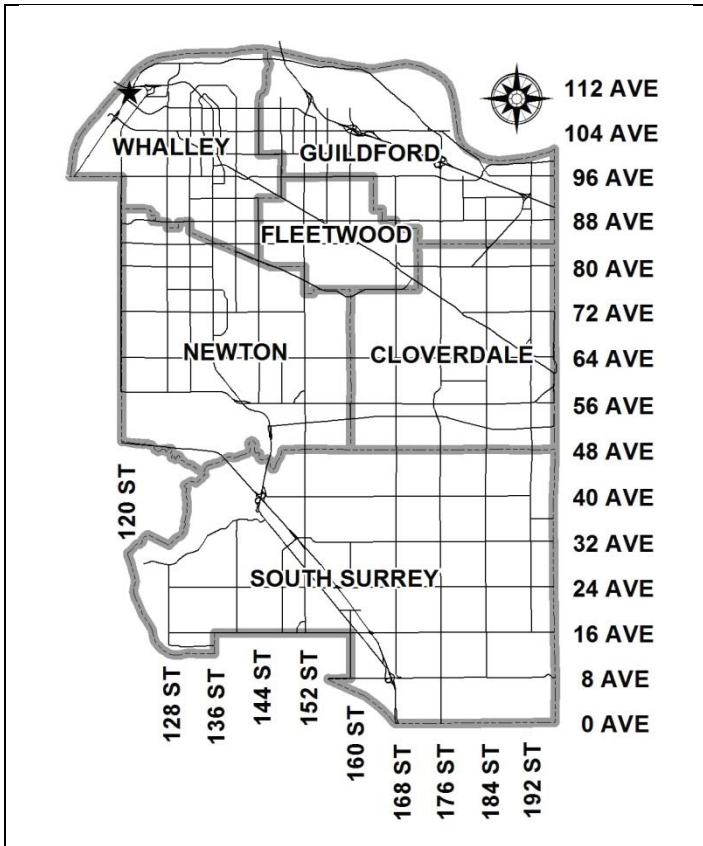 112 AVE
104 AVE
WHALLEY
GUILDFORD
96 AVE
88 AVE
FLEETWOOD
80 AVE
72 AVE
NEWTON
CLOVERDALE
64 AVE
56 AVE
48 AVE
120 ST
40 AVE
32 AVE
SOUTH SURREY
24 AVE
16 AVE
8 AVE
0 AVE
128 ST
136 ST
144 ST
152 ST
160 ST
168 ST
176 ST
184 ST
192 ST